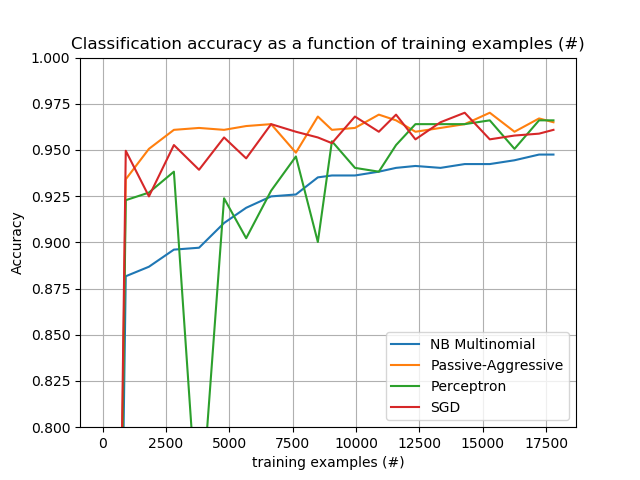 Classification accuracy as a function of training examples (#)
1.000
0.975
0.950
0.925
0.900
0.875
0.850
0.825
0.800
Accuracy
NB Multinomial
Passive-Aggressive
Perceptron
SGD
0 2500 5000 7500 10000 12500 15000 17500
training examples (#)